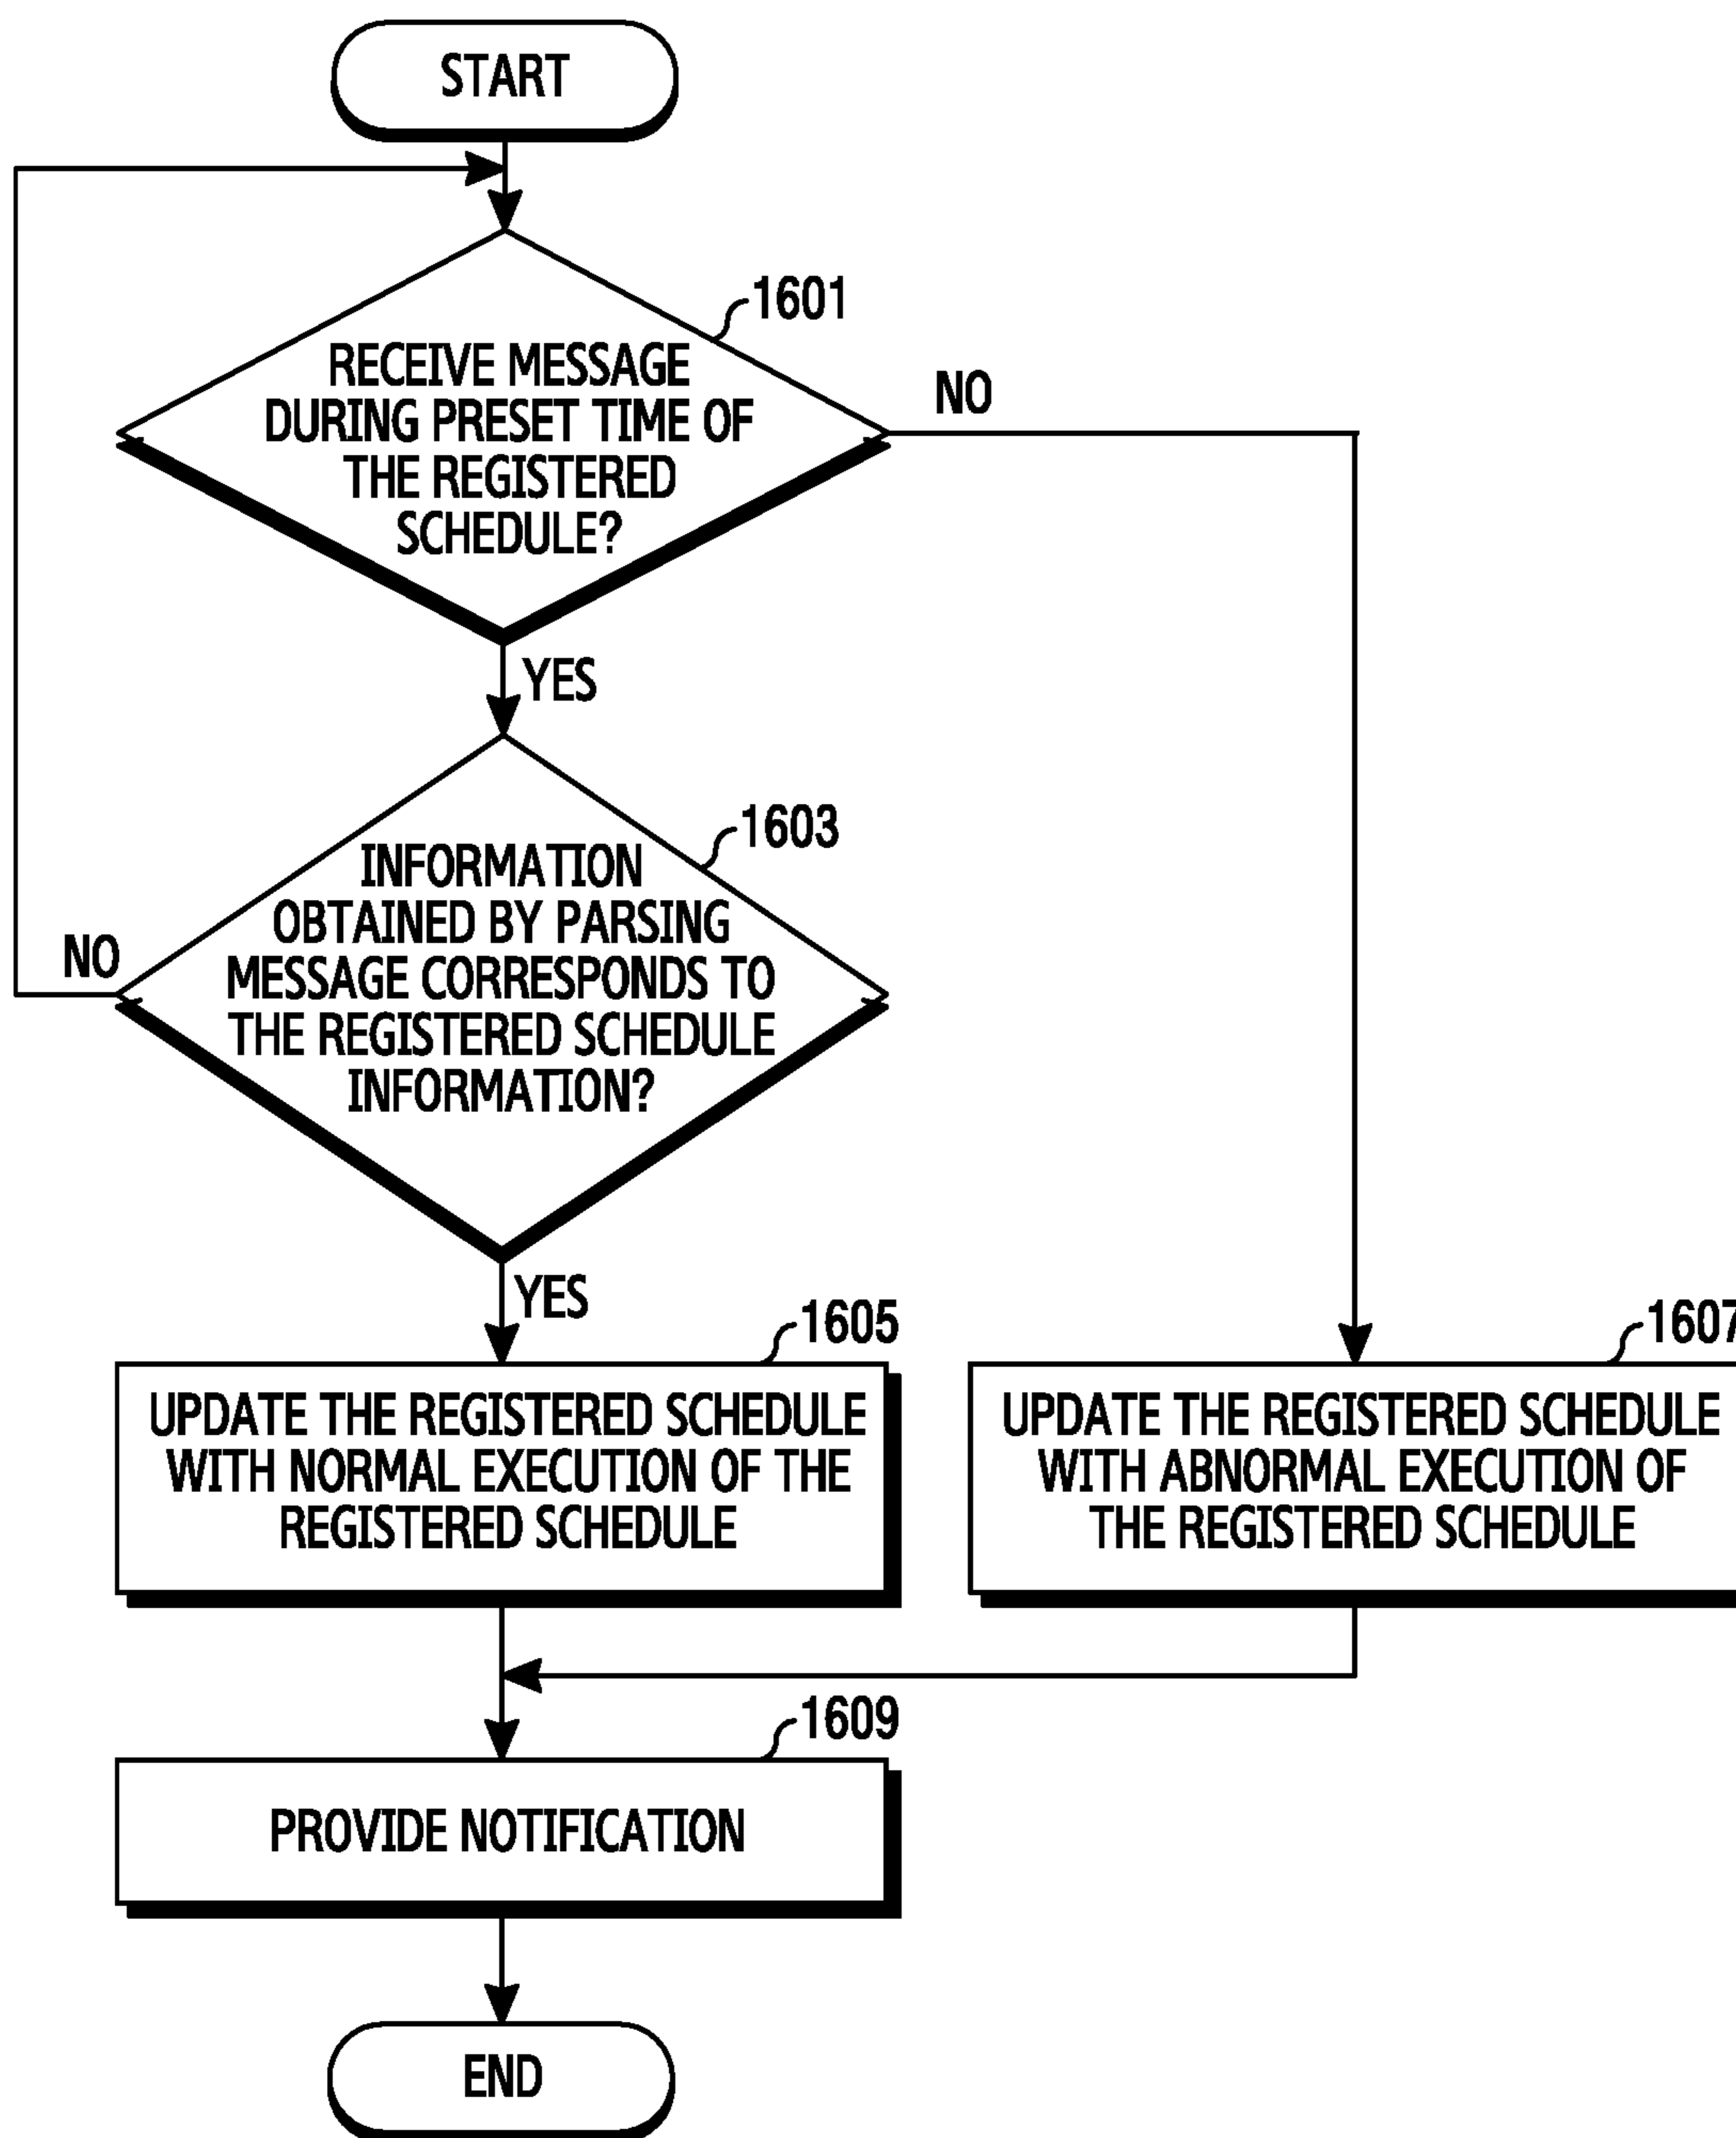 START
1601
RECEIVE MESSAGE
DURING PRESET TIME OF
THE REGISTERED
SCHEDULE?
NO
YES
1603
INFORMATION
OBTAINED BY PARSING
MESSAGE CORRESPONDS TO
THE REGISTERED SCHEDULE
INFORMATION?
NO
YES
1605
UPDATE THE REGISTERED SCHEDULE
WITH NORMAL EXECUTION OF THE
REGISTERED SCHEDULE
1607
UPDATE THE REGISTERED SCHEDULE
WITH ABNORMAL EXECUTION OF
THE REGISTERED SCHEDULE
1609
PROVIDE NOTIFICATION
END